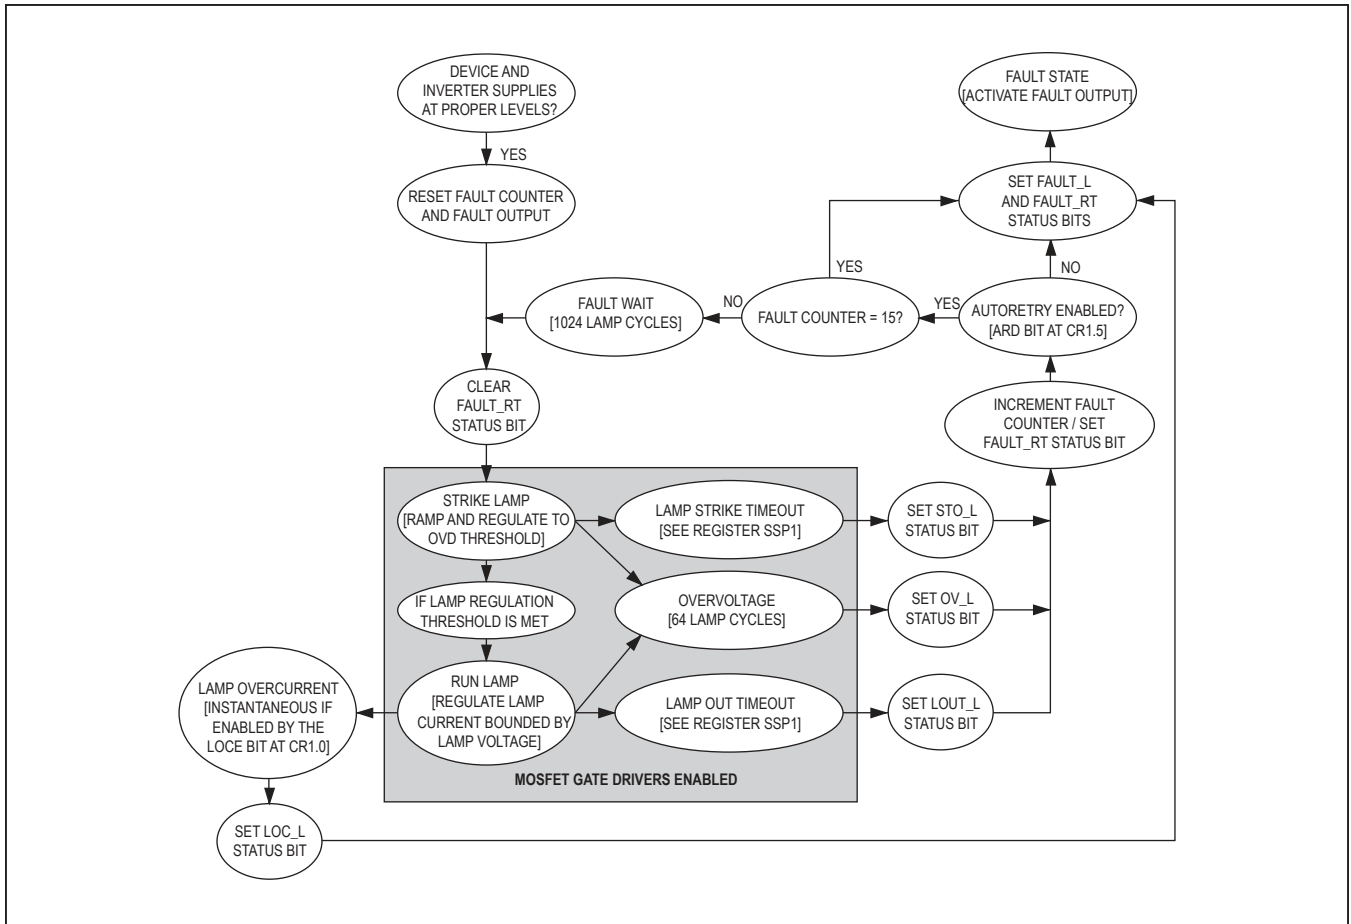 DEVICE AND
INVERTER SUPPLIES
AT PROPER LEVELS?
YES
RESET FAULT COUNTER
AND FAULT OUTPUT
FAULT STATE
[ACTIVATE FAULT OUTPUT]
SET FAULT_L
AND FAULT_RT
STATUS BITS
NO
YES
FAULT WAIT
[1024 LAMP CYCLES]
NO
FAULT COUNTER = 15?
YES
AUTORETRY ENABLED?
[ARD BIT AT CR1.5]
CLEAR
FAULT_RT
STATUS BIT
INCREMENT FAULT
COUNTER / SET
FAULT_RT STATUS BIT
STRIKE LAMP
[RAMP AND REGULATE TO
OVD THRESHOLD]
LAMP STRIKE TIMEOUT
[SEE REGISTER SSP1]
SET STO_L
STATUS BIT
IF LAMP REGULATION
THRESHOLD IS MET
OVERVOLTAGE
[64 LAMP CYCLES]
SET OV_L
STATUS BIT
LAMP OVERCURRENT
[INSTANTANEOUS IF
ENABLED BY THE
LOCE BIT AT CR1.0]
RUN LAMP
[REGULATE LAMP
CURRENT BOUNDED BY
LAMP VOLTAGE]
LAMP OUT TIMEOUT
[SEE REGISTER SSP1]
SET LOUT_L
STATUS BIT
MOSFET GATE DRIVERS ENABLED
SET LOC_L
STATUS BIT